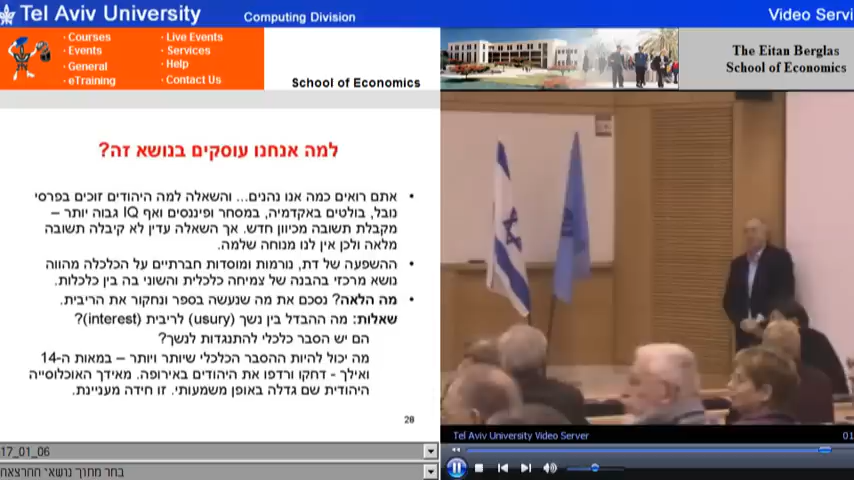 Tel Aviv University
Computing Division
Video Servi
· Courses
· Events
· General
· eTraining
· Live Events
· Services
· Help
· Contact Us
School of Economics
The Eitan Berglas
School of Economics
למה אנחנו עוסקים בנושא זה?
• אתם רואים כמה אנו נהנים... והשאלה למה היהודים זוכים בפרסי
נובל, בולטים באקדמיה, במסחר ופיננסים ואף IQ גבוה יותר –
מקבלת תשובה מכיוון חדש. אך השאלה עדין לא קיבלה תשובה
מלאה ולכן אין לנו מנוחה שלמה.
• ההשפעה של דת, נורמות ומוסדות חברתיים על הכלכלה מהווה
נושא מרכזי בהבנה של צמיחה כלכלית והשוני בה בין כלכלות.
• מה הלאה? נסכם את מה שנעשה בספר ונחקור את הריבית.
שאלות: מה ההבדל בין נשך (usury) לריבית (interest)?
הם יש הסבר כלכלי להתנגדות לנשך?
מה יכול להיות ההסבר הכלכלי שיותר ויותר – במאות ה-14
ואילך - דחקו ורדפו את היהודים באירופה. מאידך האוכלוסייה
היהודית שם גדלה באופן משמעותי. זו חידה מעניינת.
28
17_01_06
בחר מתוך נושאי ההרצאה
Tel Aviv University Video Server
01